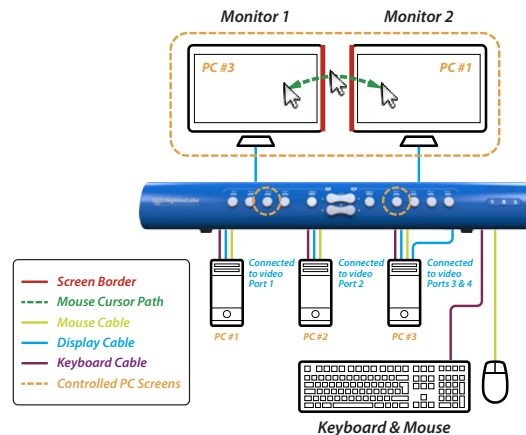 Monitor 1
Monitor 2
PC #3
PC #1
HighSecLabs
Connected
to video
Port 1
Connected
to video
Port 2
Connected
to video
Ports 3 & 4
PC #1
PC #2
PC #3
Screen Border
Mouse Cursor Path
Mouse Cable
Display Cable
Keyboard Cable
Controlled PC Screens
Keyboard & Mouse